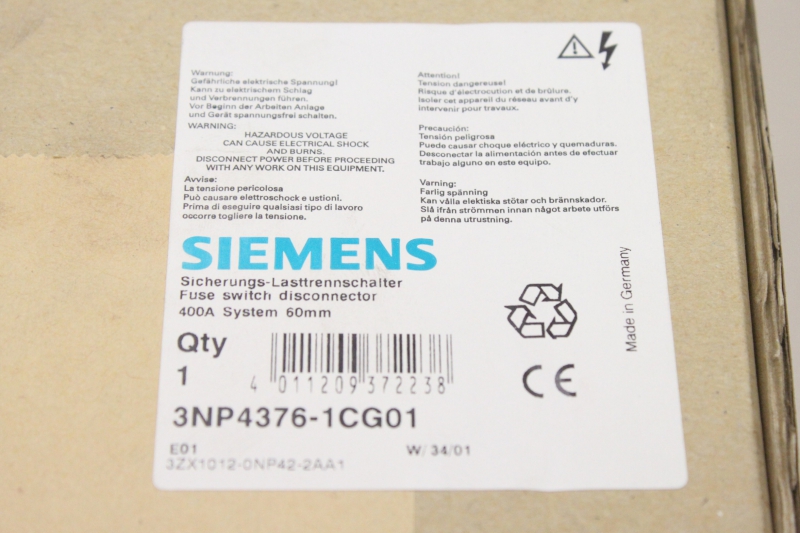 Warnung:
Gefährliche elektrische Spannung!
Kann zu elektrischem Schlag
und Verbrennungen führen.
Vor Beginn der Arbeiten Anlage
und Gerät spannungsfrei schalten.
WARNING:
HAZARDOUS VOLTAGE
CAN CAUSE ELECTRICAL SHOCK
AND BURNS.
DISCONNECT POWER BEFORE PROCEEDING
WITH ANY WORK ON THIS EQUIPMENT.
Avviso:
La tensione pericolosa
Può causare elettroshock e ustioni.
Prima di eseguire qualsiasi tipo di lavoro
occorre togliere la tensione.
Attention!
Tension dangereuse!
Risque d'électrocution et de brûlure.
Isoler cet appareil du réseau avant d'y
intervenir pour travaux.
Precaución:
Tensión peligrosa
Puede causar choque eléctrico y quemaduras.
Desconectar la alimentación antes de efectuar
trabajo alguno en este equipo.
Varning:
Farlig spänning
Kan vålla elektriska stötar och brännskador.
Slå ifrån strömmen innan något arbete utförs
på denna utrustning.
SIEMENS
Sicherungs-Lasttrennschalter
Fuse switch disconnector
400A System 60mm
Qty
1
4 011209 372238
3NP4376-1CG01
E01 W/ 34/01
3ZX1012-0NP42-2AA1
Made in Germany
CE